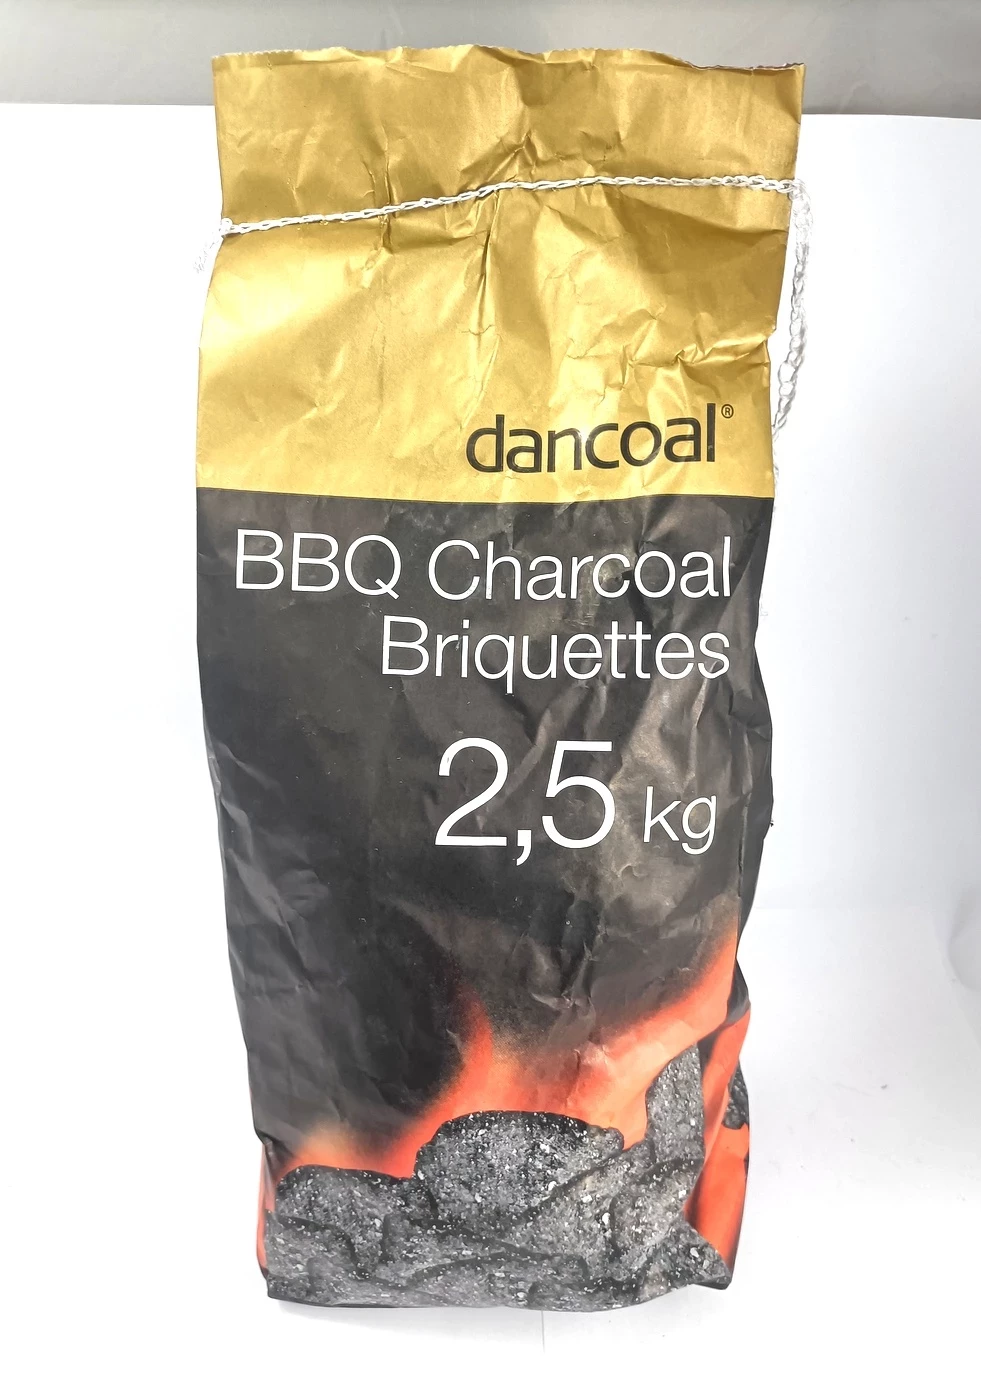 dancoal®
BBQ Charcoal
Briquettes
2,5 kg